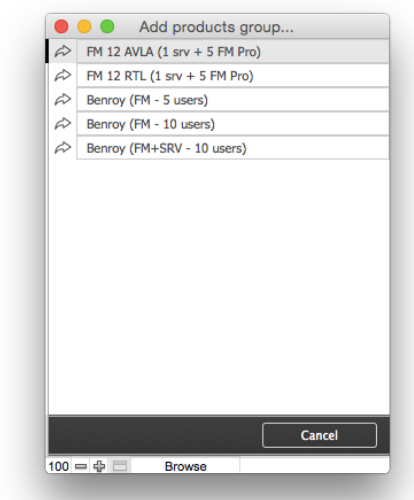 Add products group...
FM 12 AVLA (1 srv + 5 FM Pro)
FM 12 RTL (1 srv + 5 FM Pro)
Benroy (FM - 5 users)
Benroy (FM - 10 users)
Benroy (FM+SRV - 10 users)
Cancel
100 Browse